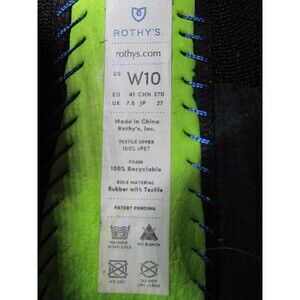 ROTHY'S
rothys.com
US W10
EU 41 CHN 270
UK 7.5 JP 27
Made in China
Rothy's, Inc.
TEXTILE UPPER
100% rPET
FOAM
100% Recyclable
SOLE MATERIAL
Rubber with Textile
PATENT PENDING
MACHINE
WASH COLD
NO BLEACH
AIR DRY
DO NOT
DRY CLEAN